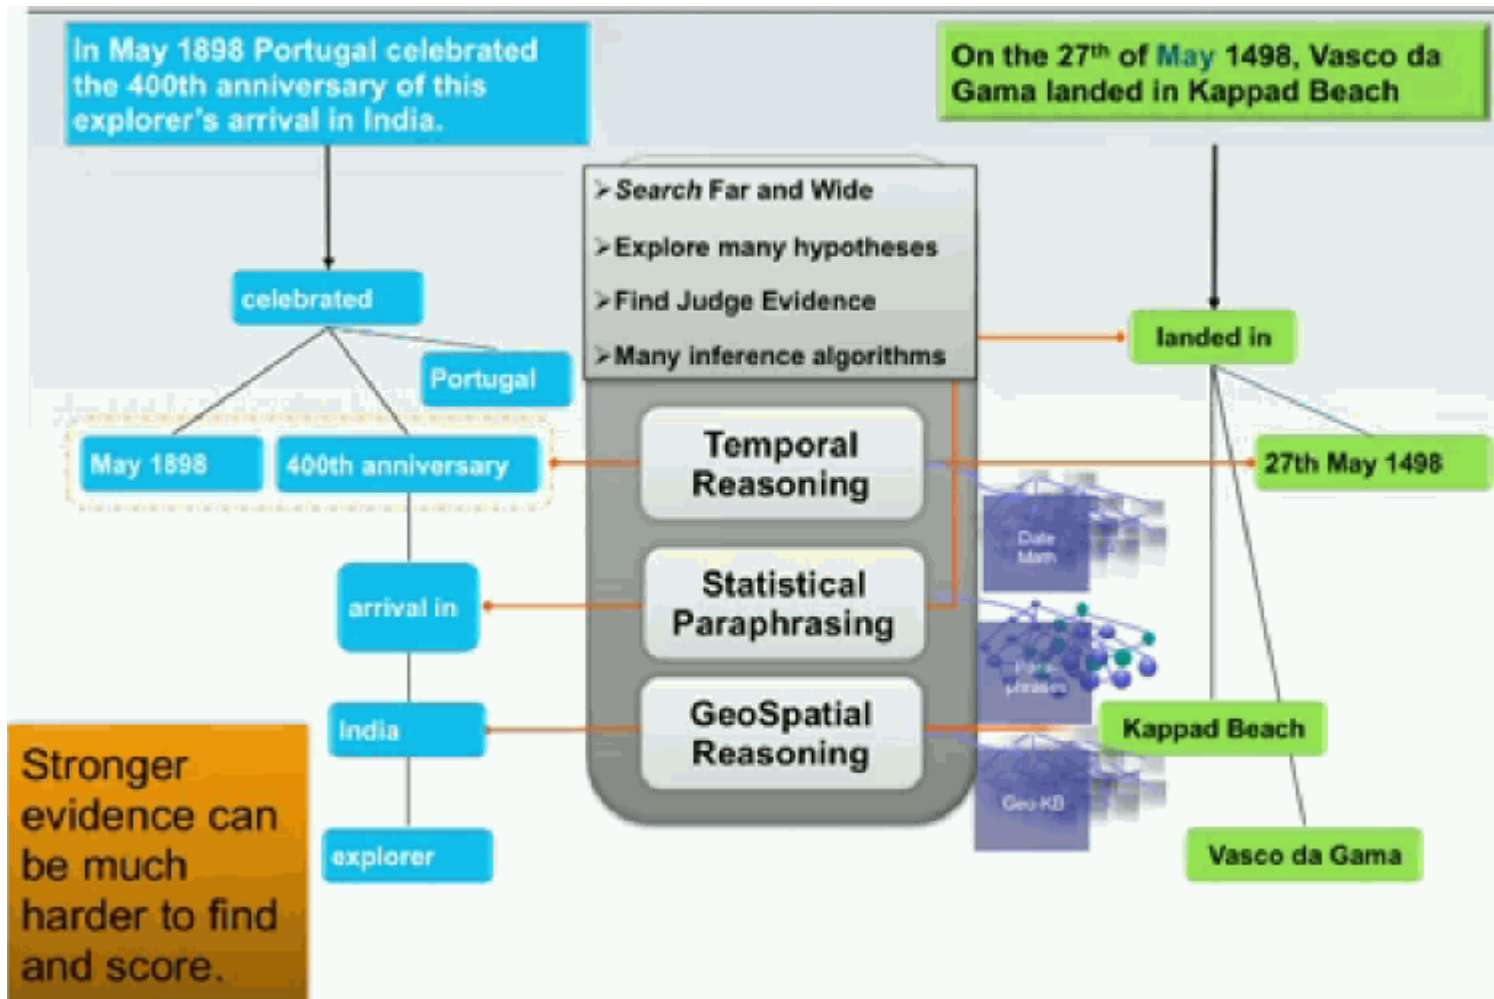 In May 1898 Portugal celebrated
the 400th anniversary of this
explorer's arrival in India.
On the 27th of May 1498, Vasco da
Gama landed in Kappad Beach
➢Search Far and Wide
➢Explore many hypotheses
➢Find Judge Evidence
➢Many inference algorithms
celebrated
Portugal
May 1898
400th anniversary
arrival in
India
explorer
Temporal
Reasoning
Statistical
Paraphrasing
GeoSpatial
Reasoning
Date
Math
Para-
phrases
Geo-KB
landed in
27th May 1498
Kappad Beach
Vasco da Gama
Stronger
evidence can
be much
harder to find
and score.